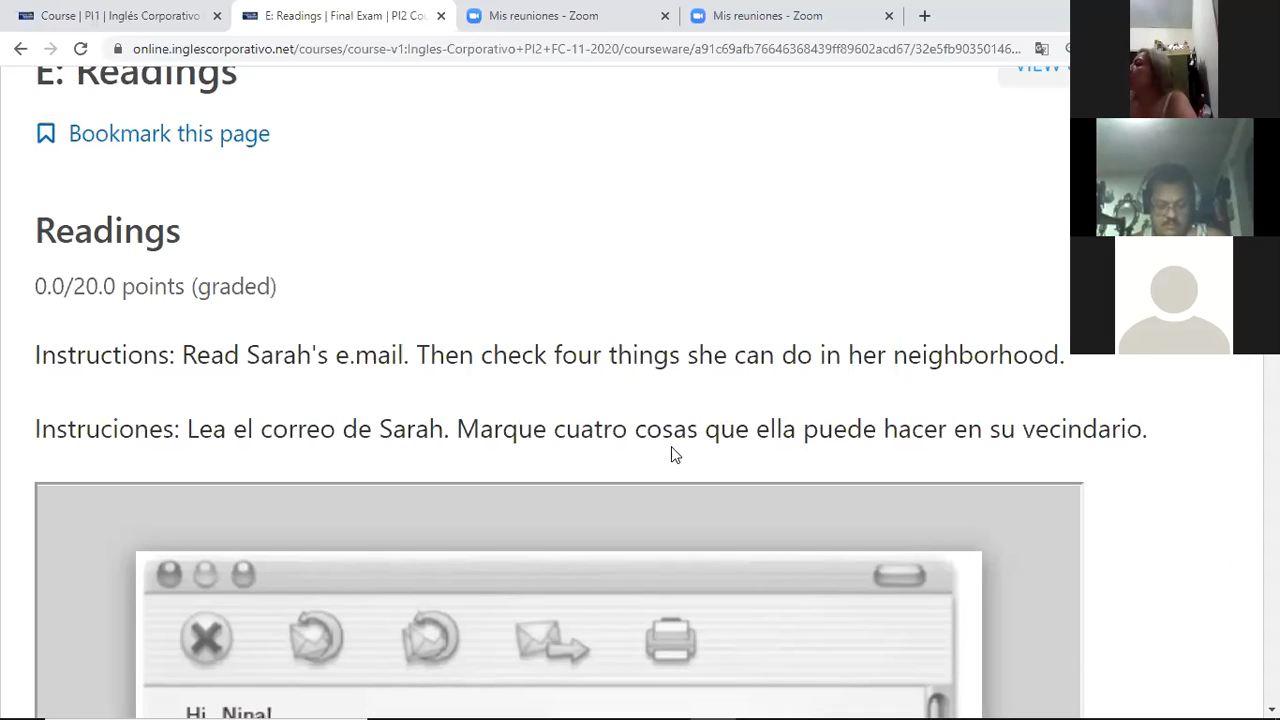 PI1 | Inglés Corporativo
E: Readings | Final Exam | PI2 Co
Mis reuniones - Zoom
Mis reuniones - Zoom
online.inglescorporativo.net/courses/course-v1:Ingles-Corporativo+PI2+FC-11-2020/courseware/a91c69afb76646368439ff89602acd67/32e5fb90350146...
E: Readings
VIEW
Bookmark this page
Readings
0.0/20.0 points (graded)
Instructions: Read Sarah's e.mail. Then check four things she can do in her neighborhood.
Instruciones: Lea el correo de Sarah. Marque cuatro cosas que ella puede hacer en su vecindario.
Hi, Nina!